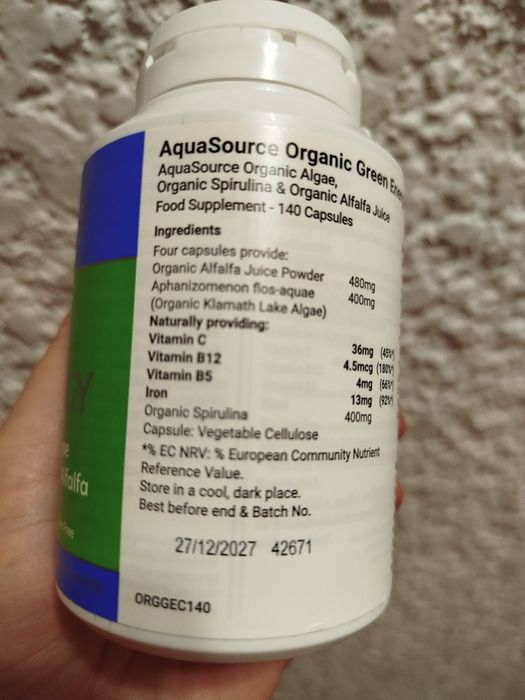 AquaSource Organic Green
AquaSource Organic Algae,
Organic Spirulina & Organic Alfalfa Juice
Food Supplement - 140 Capsules
Ingredients
Four capsules provide:
Organic Alfalfa Juice Powder 480mg
Aphanizomenon flos-aquae 400mg
(Organic Klamath Lake Algae)
Naturally providing:
Vitamin C 36mg (45%*)
Vitamin B12 4.5mcg (180%*)
Vitamin B5 4mg (66%*)
Iron 13mg (92%*)
Organic Spirulina 400mg
Capsule: Vegetable Cellulose
*% EC NRV: % European Community Nutrient
Reference Value.
Store in a cool, dark place.
Best before end & Batch No.
27/12/2027 42671
ORGGEC140